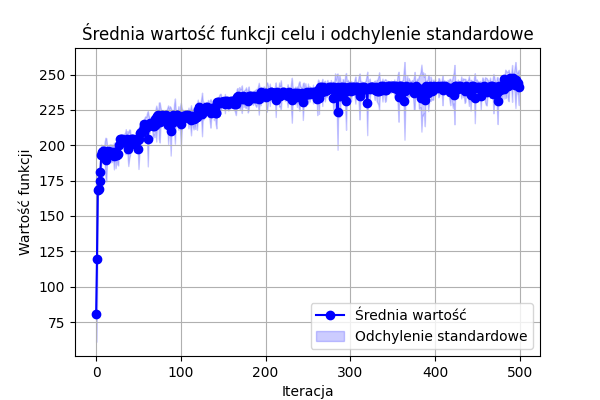 Średnia wartość funkcji celu i odchylenie standardowe
Wartość funkcji
250
225
200
175
150
125
100
75
0 100 200 300 400 500
Iteracja
Średnia wartość
Odchylenie standardowe